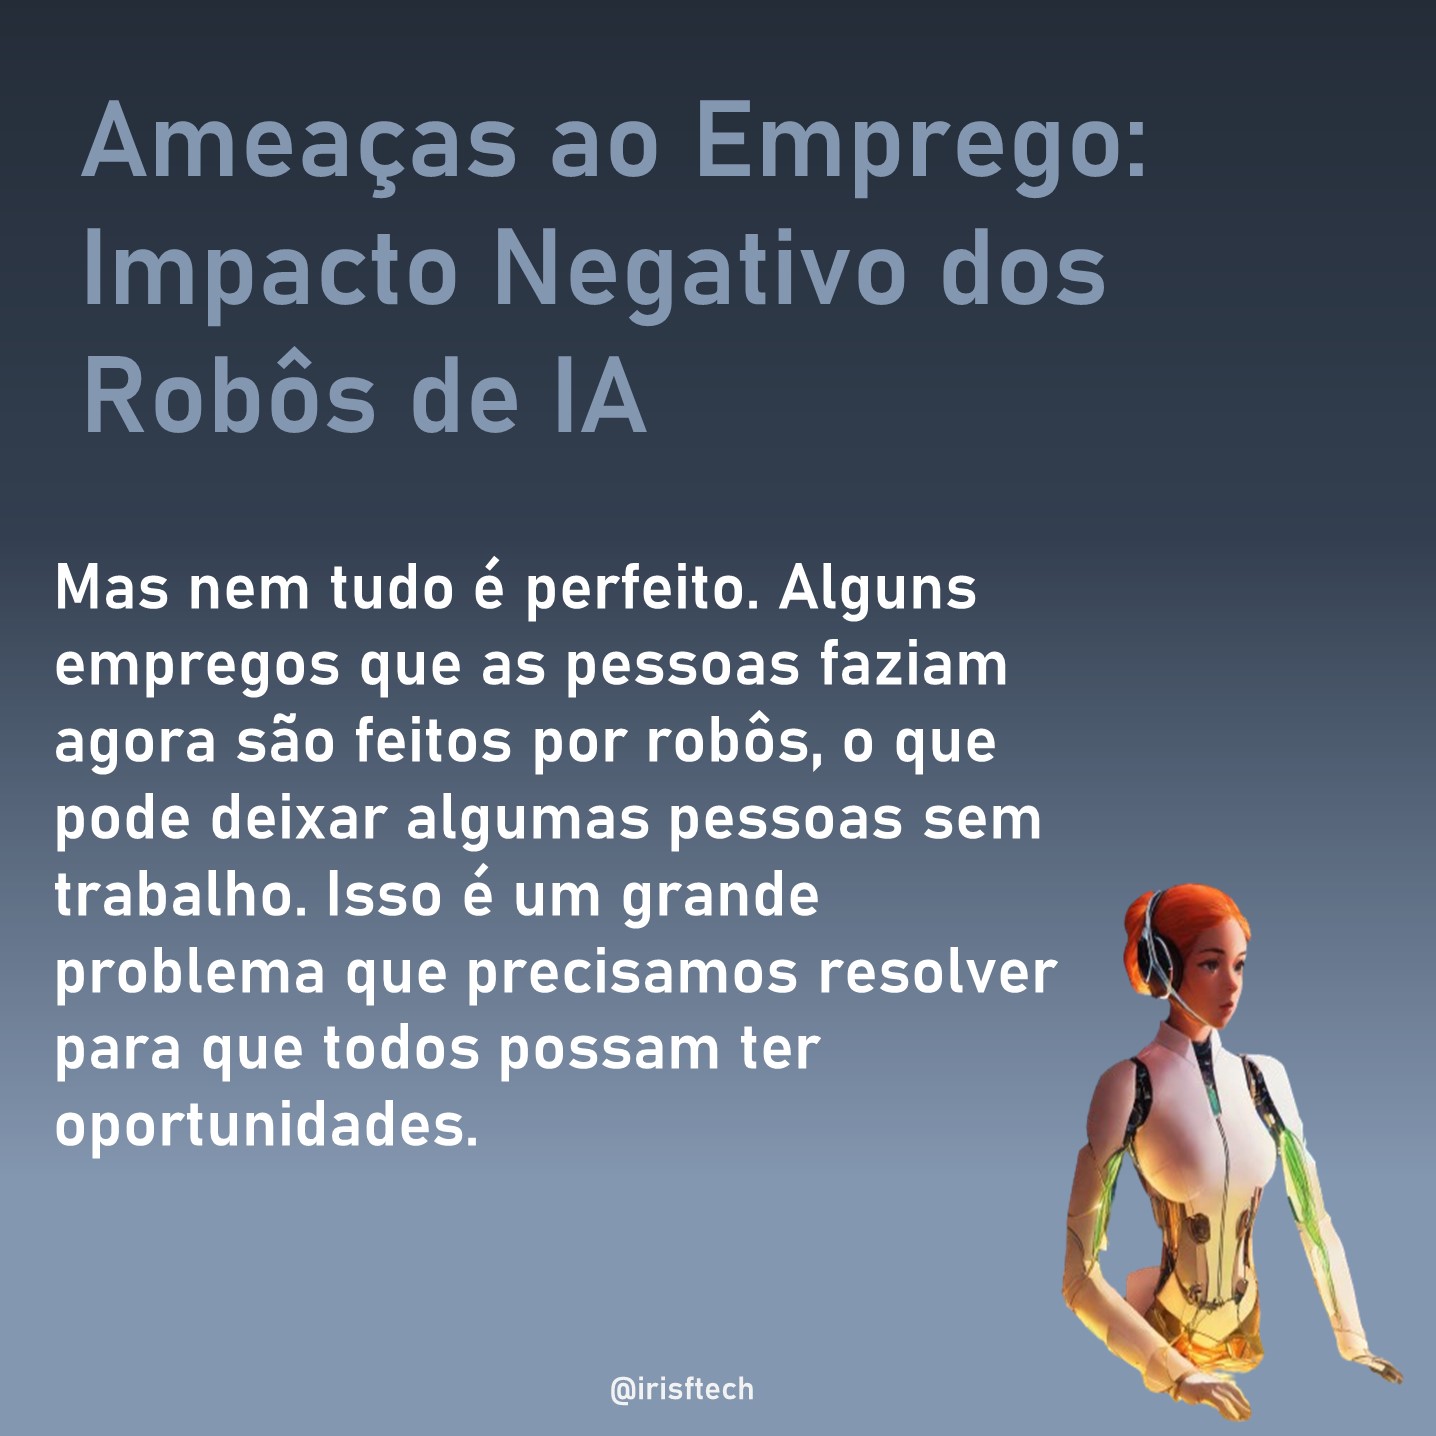 Ameaças ao Emprego:
Impacto Negativo dos
Robôs de IA
Mas nem tudo é perfeito. Alguns
empregos que as pessoas faziam
agora são feitos por robôs, o que
pode deixar algumas pessoas sem
trabalho. Isso é um grande
problema que precisamos resolver
para que todos possam ter
oportunidades.
@irisftech